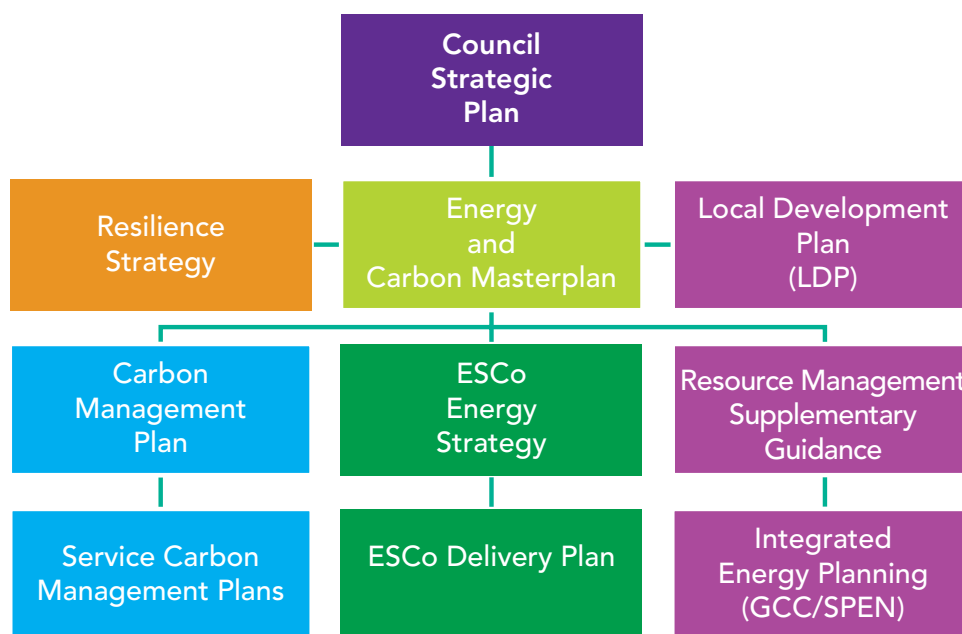 Council
Strategic
Plan
Resilience
Strategy
Energy
and
Carbon Masterplan
Local Development
Plan
(LDP)
Carbon
Management
Plan
ESCo
Energy
Strategy
Resource Management
Supplementary
Guidance
Service Carbon
Management Plans
ESCo Delivery Plan
Integrated
Energy Planning
(GCC/SPEN)